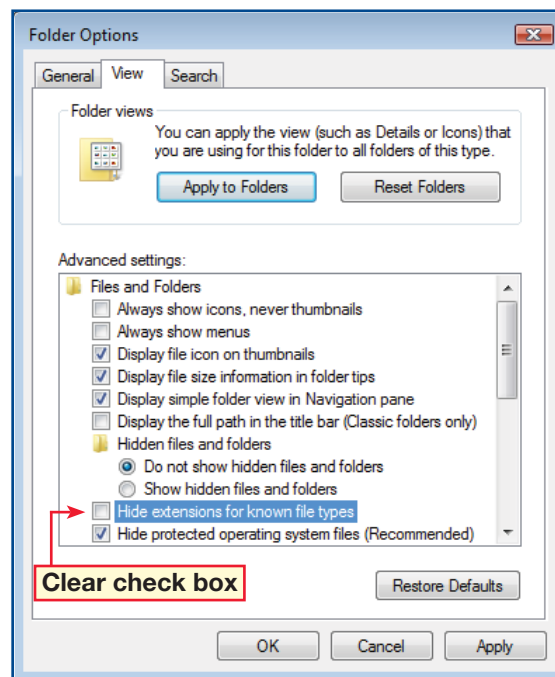 Folder Options
General View Search
Folder views
You can apply the view (such as Details or Icons) that
you are using for this folder to all folders of this type.
Apply to Folders Reset Folders
Advanced settings:
Files and Folders
Always show icons, never thumbnails
Always show menus
Display file icon on thumbnails
Display file size information in folder tips
Display simple folder view in Navigation pane
Display the full path in the title bar (Classic folders only)
Hidden files and folders
Do not show hidden files and folders
Show hidden files and folders
Hide extensions for known file types
Hide protected operating system files (Recommended)
Clear check box
Restore Defaults
OK Cancel Apply